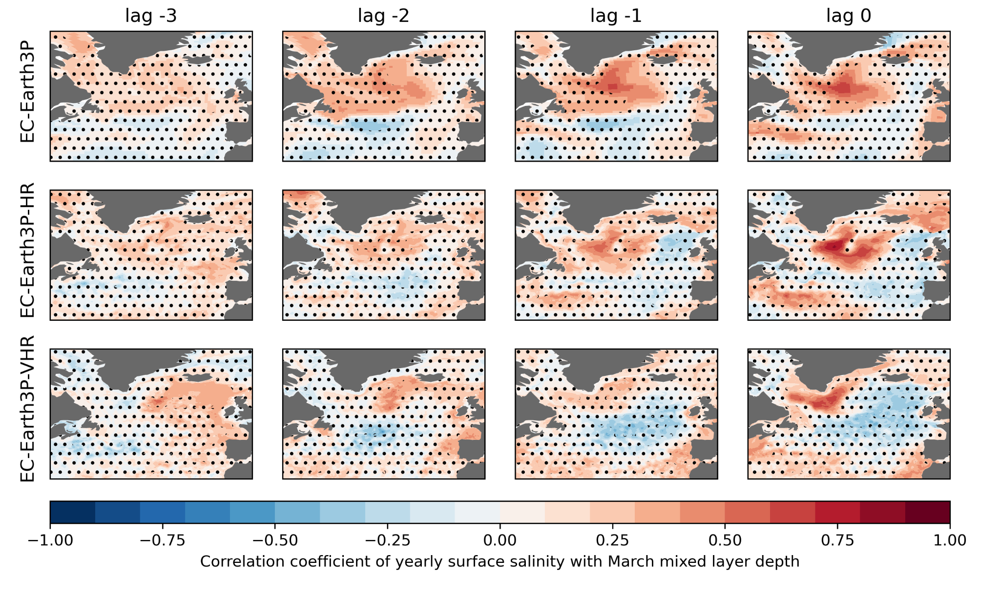 lag -3
lag -2
lag -1
lag 0
EC-Earth3P
EC-Earth3P-HR
EC-Earth3P-VHR
−1.00
−0.75
−0.50
−0.25
0.00
0.25
0.50
0.75
1.00
Correlation coefficient of yearly surface salinity with March mixed layer depth